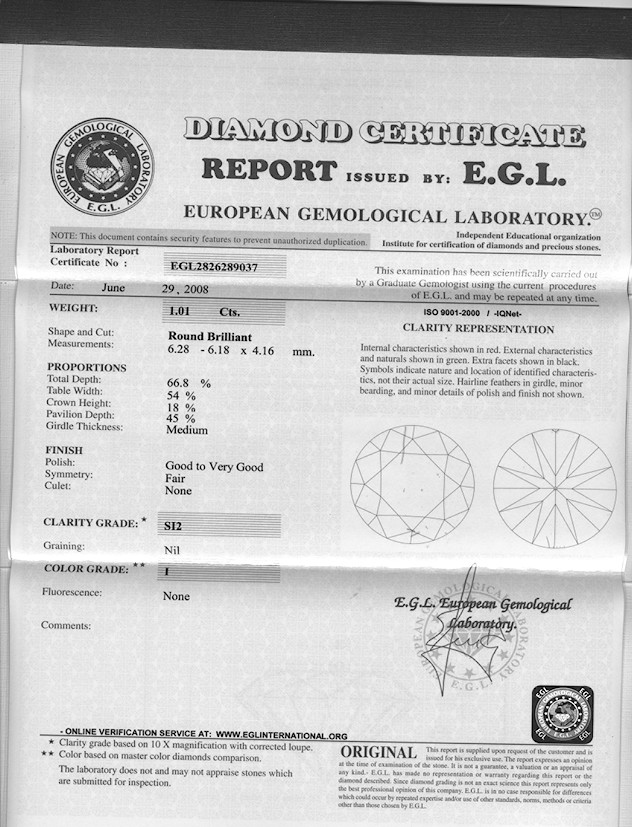 EUROPEAN GEMOLOGICAL LABORATORY
E.G.L.
DIAMOND CERTIFICATE
REPORT ISSUED BY: E.G.L.
EUROPEAN GEMOLOGICAL LABORATORY.™
NOTE: This document contains security features to prevent unauthorized duplication.
Independent Educational organization
Institute for certification of diamonds and precious stones.
Laboratory Report
Certificate No : EGL2826289037
Date: June 29, 2008
This examination has been scientifically carried out
by a Graduate Gemologist using the current procedures
of E.G.L. and may be repeated at any time.
WEIGHT: 1.01 Cts.
ISO 9001-2000 / -IQNet-
CLARITY REPRESENTATION
Shape and Cut: Round Brilliant
Measurements: 6.28 - 6.18 x 4.16 mm.
Internal characteristics shown in red. External characteristics
and naturals shown in green. Extra facets shown in black.
Symbols indicate nature and location of identified characteris-
tics, not their actual size. Hairline feathers in girdle, minor
bearding, and minor details of polish and finish not shown.
PROPORTIONS
Total Depth: 66.8 %
Table Width: 54 %
Crown Height: 18 %
Pavilion Depth: 45 %
Girdle Thickness: Medium
FINISH
Polish: Good to Very Good
Symmetry: Fair
Culet: None
CLARITY GRADE: * SI2
Graining: Nil
COLOR GRADE: ** I
Fluorescence: None
Comments:
E.G.L. European Gemological
Laboratory.
GEMOLOGICAL LABORATORY
EUROPEAN
E.G.L.
EGL EGL
EGL EGL
E.G.L.
- ONLINE VERIFICATION SERVICE AT: WWW.EGLINTERNATIONAL.ORG
* Clarity grade based on 10 X magnification with corrected loupe.
** Color based on master color diamonds comparison.
The laboratory does not and may not appraise stones which
are submitted for inspection.
ORIGINAL This report is supplied upon request of the customer and is
issued for his exclusive use. The report expresses an opinion
at the time of examination of the stone. It is not a guarantee, a valuation or an appraisal of
any kind.- E.G.L. has made no representation or warranty regarding this report or the
diamond described. Since diamond grading is not an exact science this report represents only
the best professional opinion of this company. E.G.L. is in no case responsible for differences
which could occur by repeated expertise and/or use of other standards, norms, methods or criteria
other than those chosen by E.G.L.